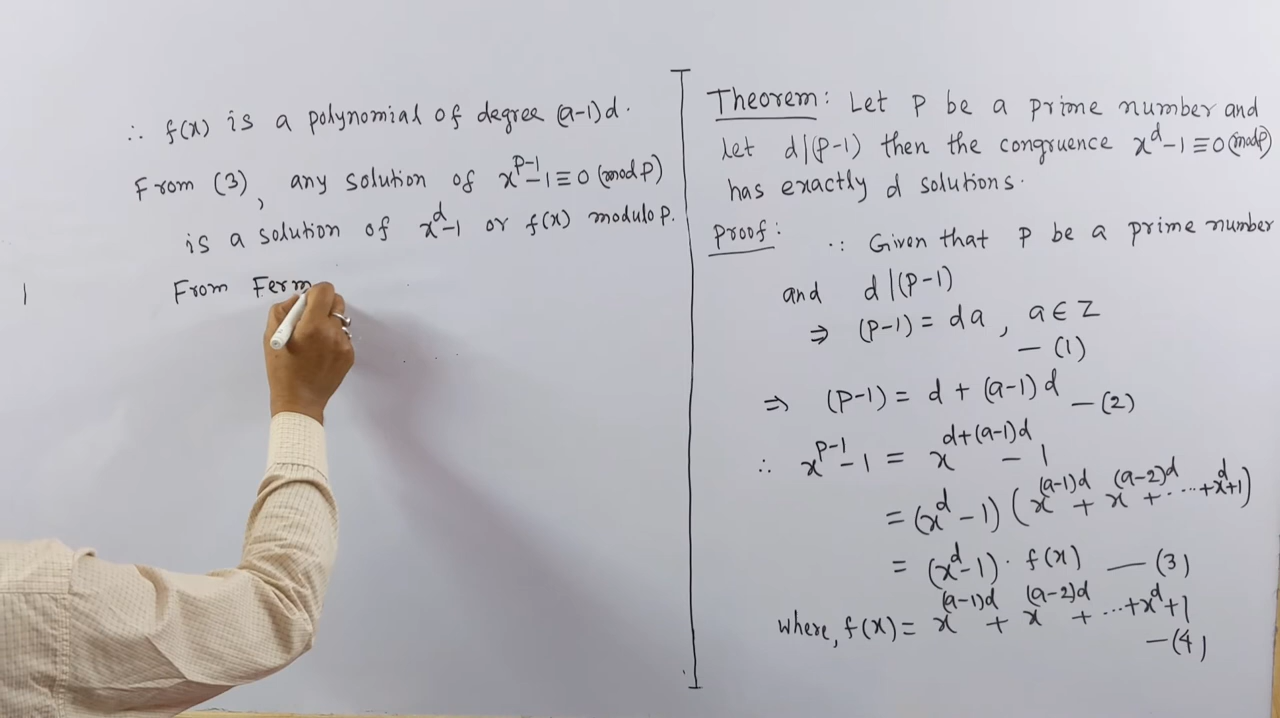 ∴ f(x) is a polynomial of degree (a-1)d.
From (3), any solution of x^{p-1}-1≡0 (mod p)
is a solution of x^d-1 or f(x) modulo p.
From Ferm
Theorem: Let P be a prime number and
let d|(p-1) then the congruence x^d-1≡0 (mod p)
has exactly d solutions.
Proof: ∵ Given that P be a prime number
and d|(p-1)
⇒ (p-1) = da, a∈Z
— (1)
⇒ (p-1) = d + (a-1)d — (2)
∴ x^{p-1}-1 = x^{d+(a-1)d} - 1
= (x^d-1) (x^{(a-1)d} + x^{(a-2)d} + ..... + x^d+1)
= (x^d-1) · f(x) — (3)
where, f(x) = x^{(a-1)d} + x^{(a-2)d} + ... + x^d+1
— (4)